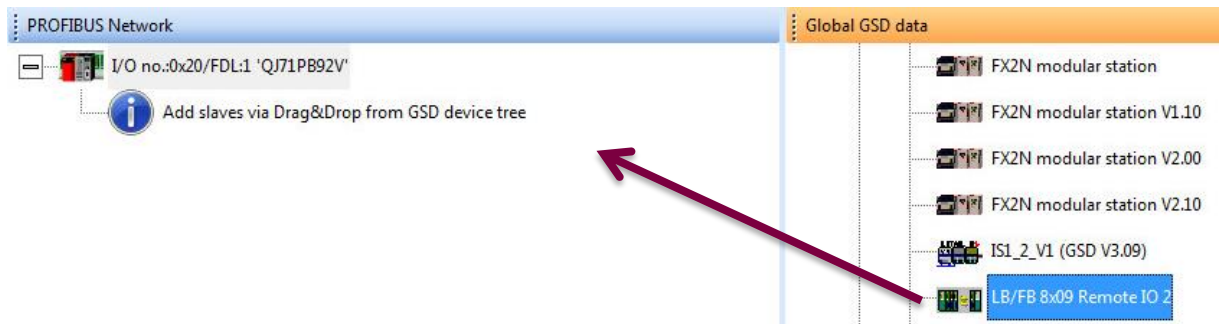 PROFIBUS Network
I/O no.:0x20/FDL:1 'QJ71PB92V'
Add slaves via Drag&Drop from GSD device tree
Global GSD data
FX2N modular station
FX2N modular station V1.10
FX2N modular station V2.00
FX2N modular station V2.10
IS1_2_V1 (GSD V3.09)
LB/FB 8x09 Remote IO 2